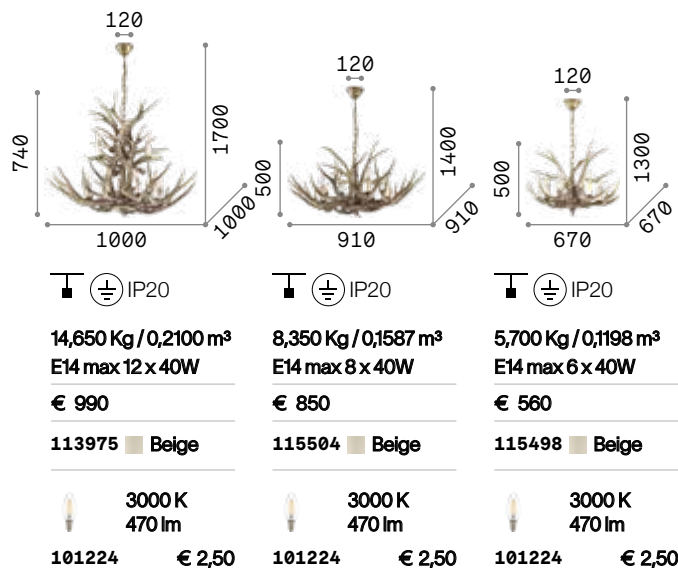 120
740
1700
1000
1000
IP20
14,650 Kg / 0,2100 m³
E14 max 12 x 40W
€ 990
113975 Beige
3000 K
470 lm
101224 € 2,50
120
500
1400
910
910
IP20
8,350 Kg / 0,1587 m³
E14 max 8 x 40W
€ 850
115504 Beige
3000 K
470 lm
101224 € 2,50
120
500
1300
670
670
IP20
5,700 Kg / 0,1198 m³
E14 max 6 x 40W
€ 560
115498 Beige
3000 K
470 lm
101224 € 2,50